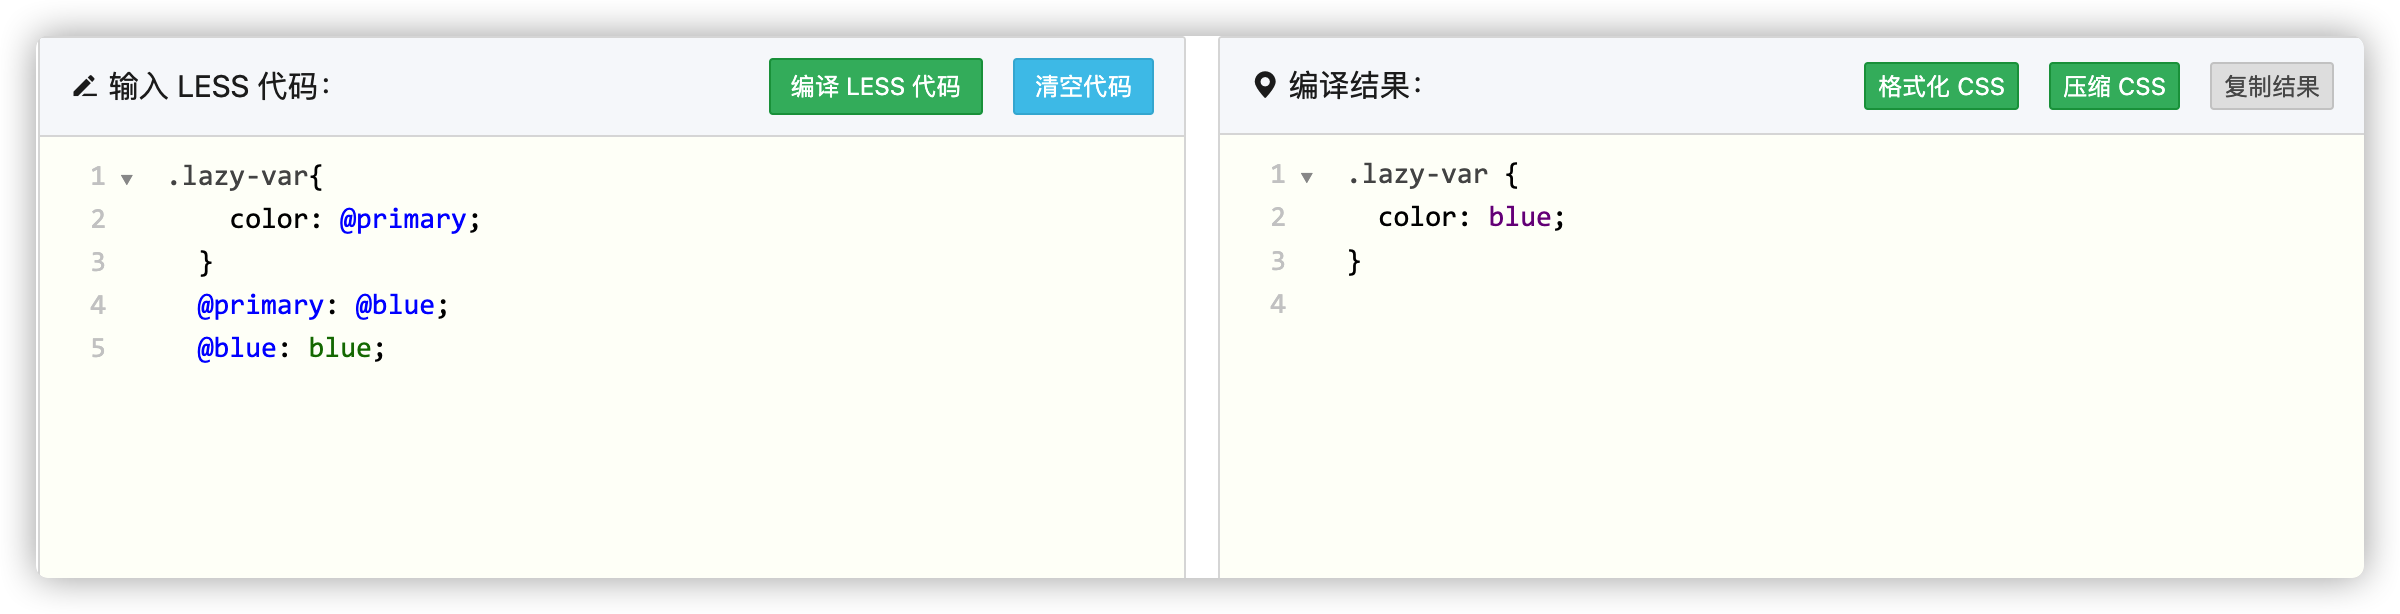 输入 LESS 代码：
编译 LESS 代码
清空代码
1 .lazy-var{
2 color: @primary;
3 }
4 @primary: @blue;
5 @blue: blue;
编译结果：
格式化 CSS
压缩 CSS
复制结果
1 .lazy-var {
2 color: blue;
3 }
4